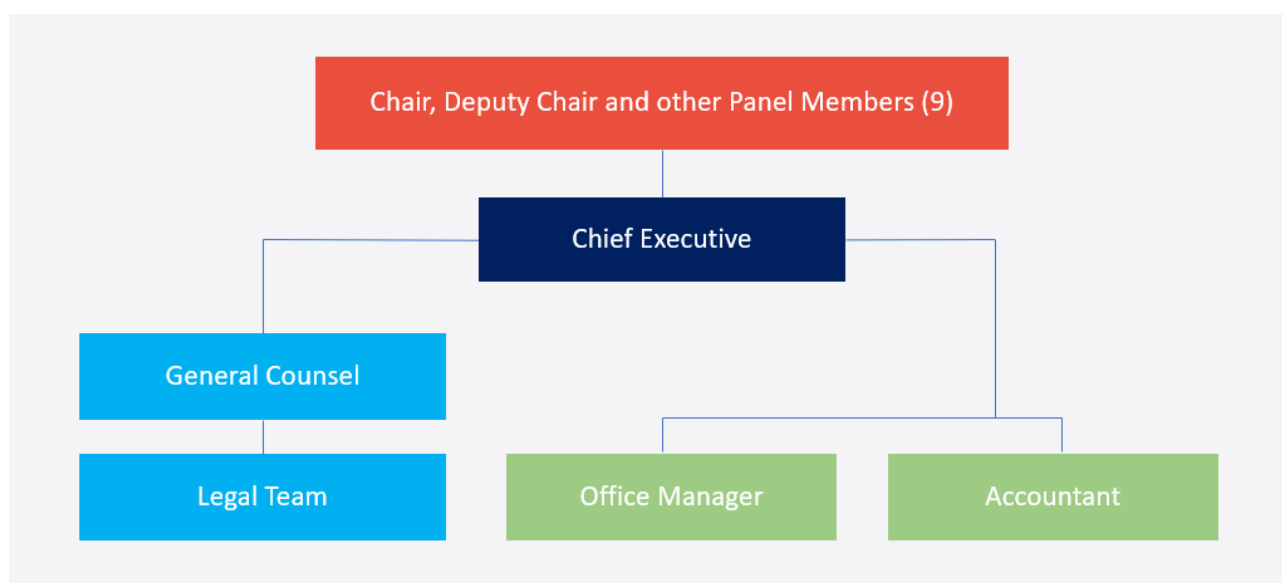 Chair, Deputy Chair and other Panel Members (9)
Chief Executive
General Counsel
Legal Team
Office Manager
Accountant